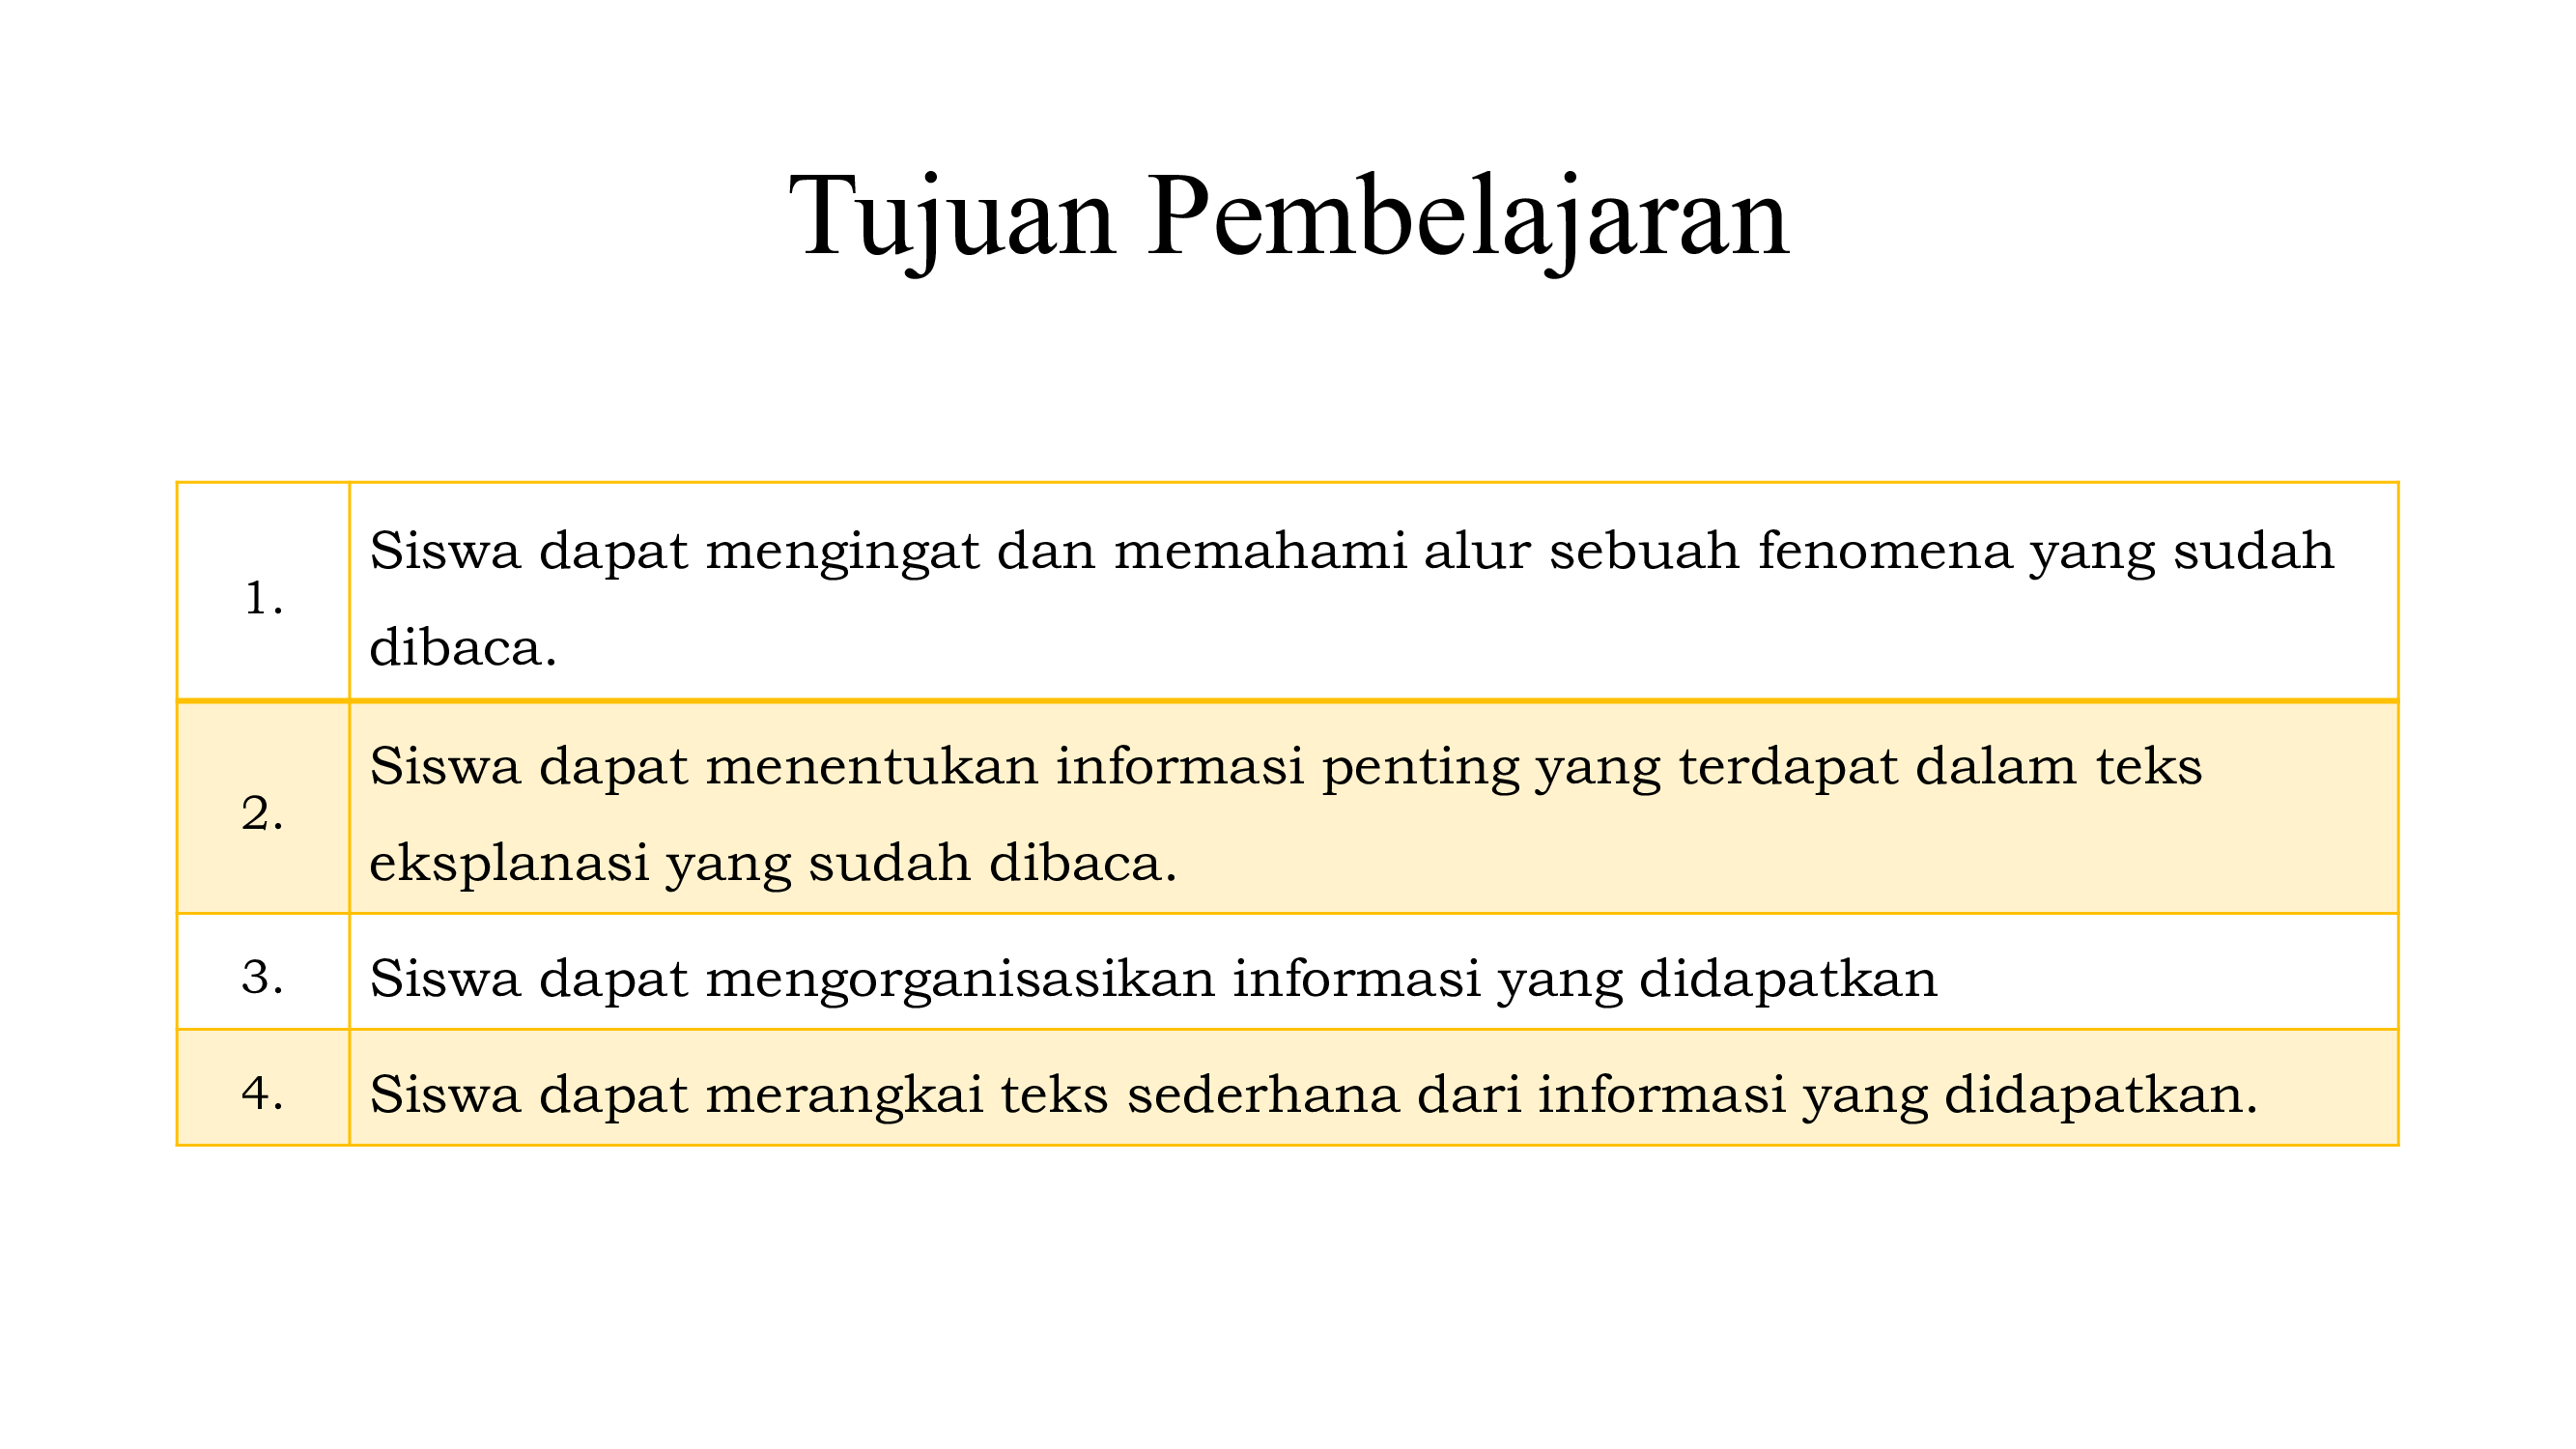 Tujuan Pembelajaran
1.
Siswa dapat mengingat dan memahami alur sebuah fenomena yang sudah
dibaca.
2.
Siswa dapat menentukan informasi penting yang terdapat dalam teks
eksplanasi yang sudah dibaca.
3.
Siswa dapat mengorganisasikan informasi yang didapatkan
4.
Siswa dapat merangkai teks sederhana dari informasi yang didapatkan.